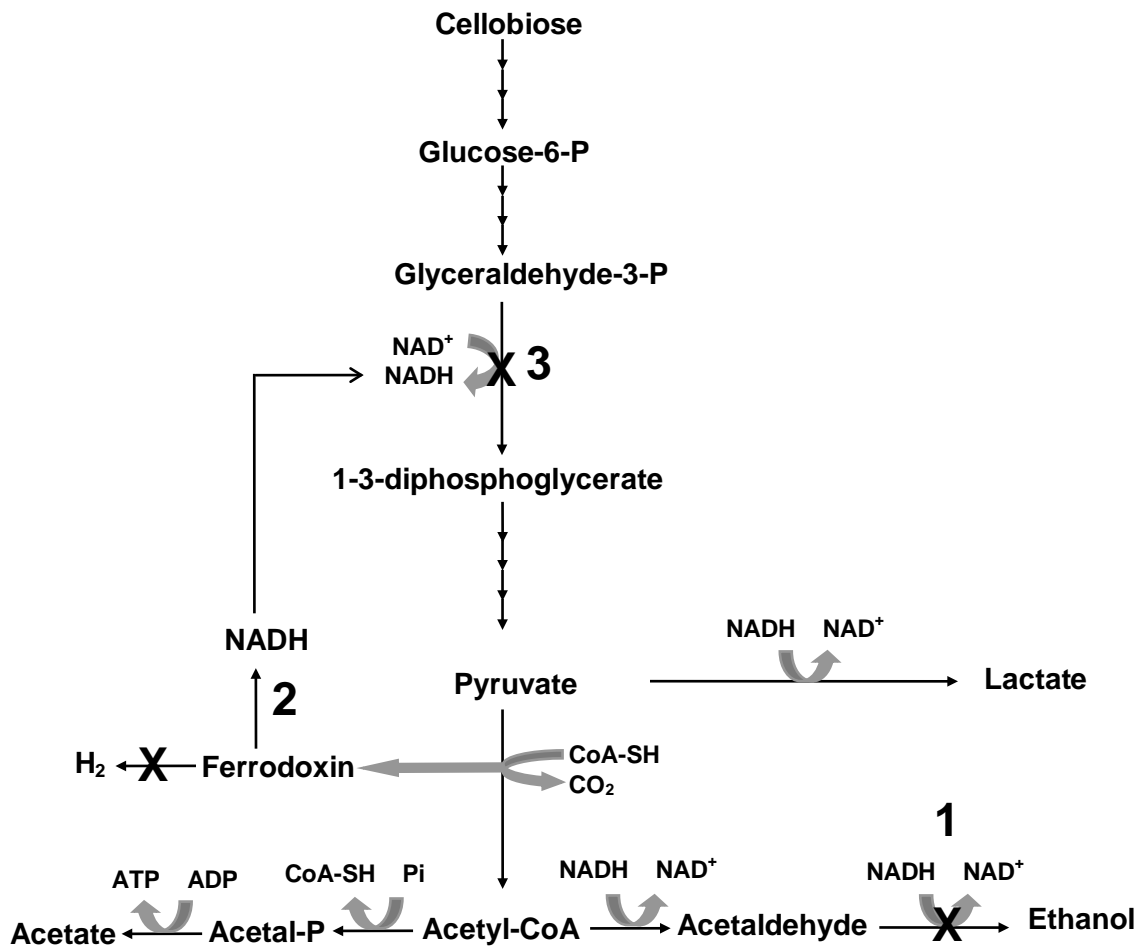 Cellobiose
Glucose-6-P
Glyceraldehyde-3-P
NAD⁺
NADH
X 3
1-3-diphosphoglycerate
NADH
NADH NAD⁺
2
Pyruvate
Lactate
H₂ X Ferrodoxin
CoA-SH
CO₂
1
ATP ADP CoA-SH Pi NADH NAD⁺ NADH NAD⁺
Acetate Acetal-P Acetyl-CoA Acetaldehyde X Ethanol